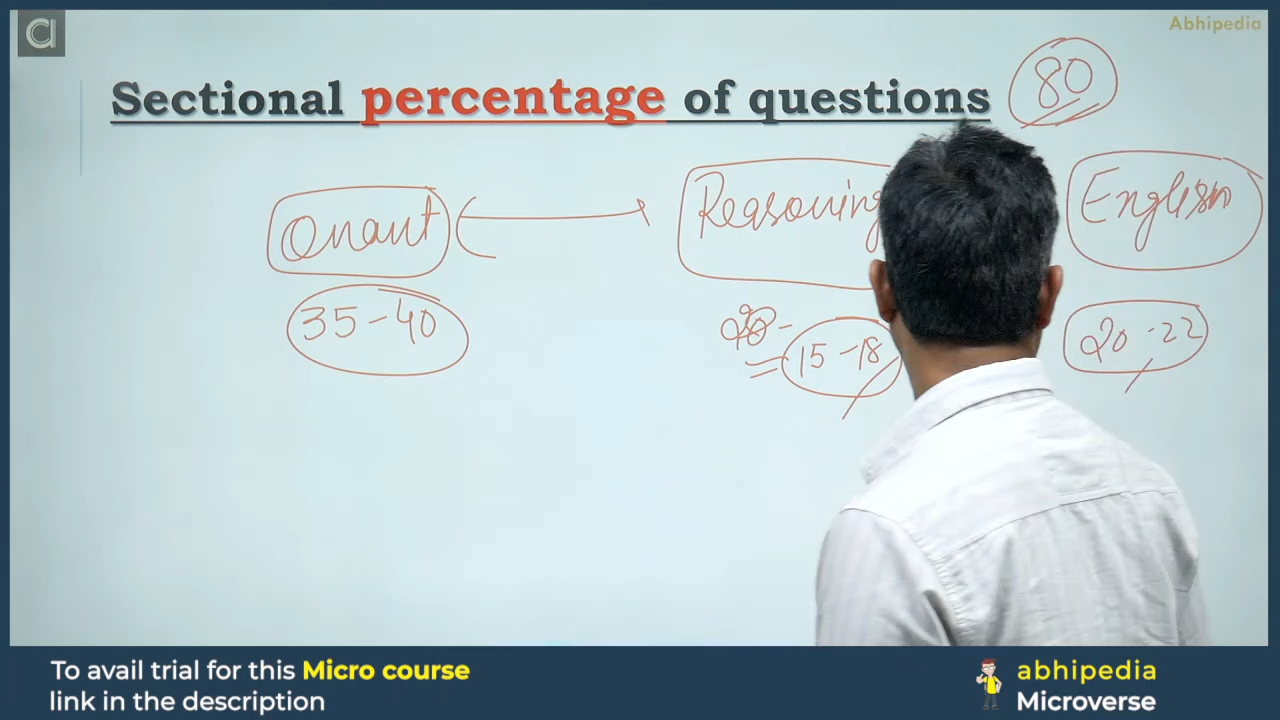 Abhipedia
Sectional percentage of questions
80
Quant
Reasoning
English
35-40
15-18
20-22
To avail trial for this Micro course
link in the description
abhipedia
Microverse